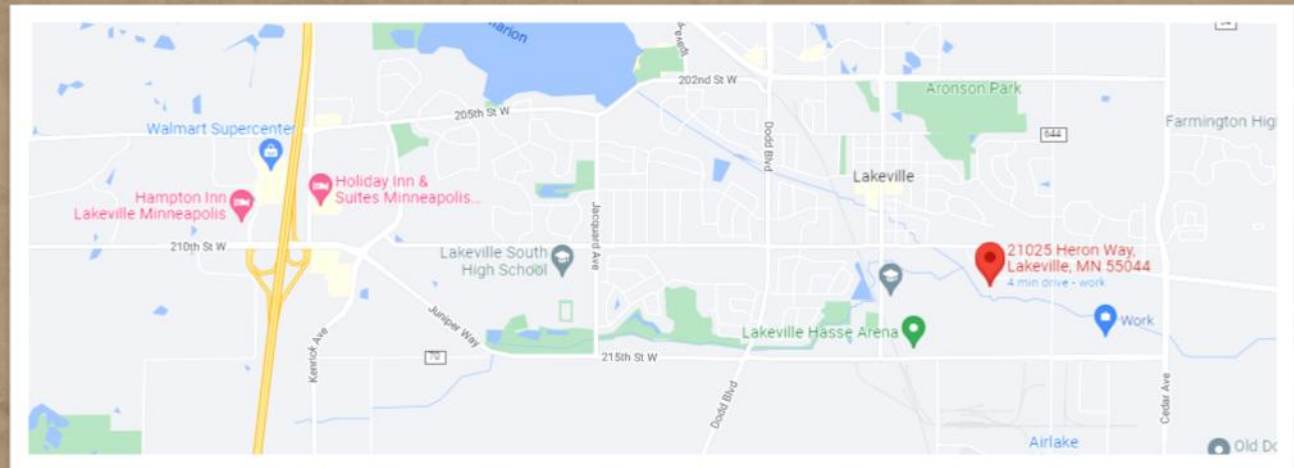 Marion
202nd St W
205th St W
Aronson Park
Walmart Supercenter
Dodd Blvd
644
Farmington Hig
Hampton Inn
Lakeville Minneapolis
Holiday Inn &
Suites Minneapolis...
Lakeville
210th St W
Lakeville South
High School
Jacquard Ave
21025 Heron Way,
Lakeville, MN 55044
4 min drive - work
Juniper Way
Lakeville Hasse Arena
Work
Kenrick Ave
70
215th St W
Dodd Blvd
Cedar Ave
Airlake
Old Do